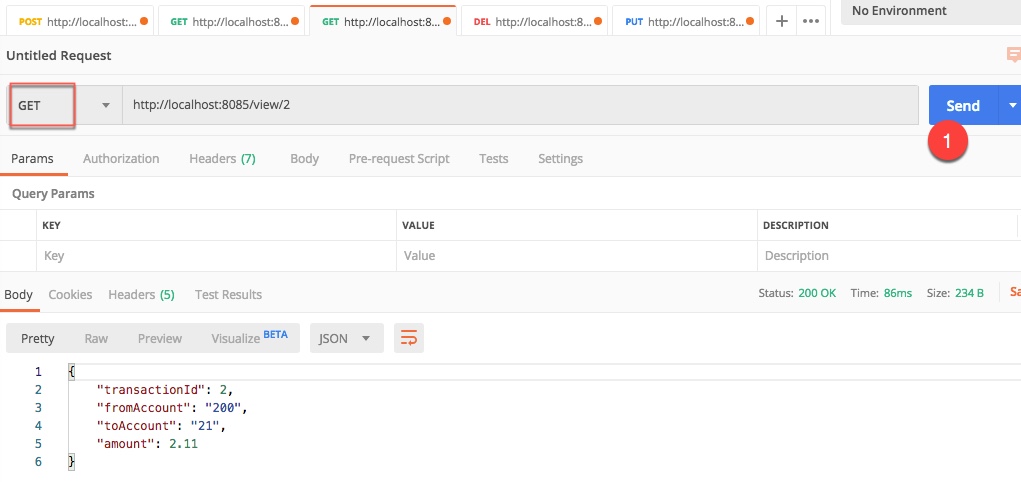 POST http://localhost:... GET http://localhost:8... GET http://localhost:8... DEL http://localhost:8... PUT http://localhost:8... + ••• No Environment
Untitled Request
GET http://localhost:8085/view/2 Send
1
Params Authorization Headers (7) Body Pre-request Script Tests Settings
Query Params
KEY VALUE DESCRIPTION
Key Value Description
Body Cookies Headers (5) Test Results Status: 200 OK Time: 86ms Size: 234 B Sa
Pretty Raw Preview Visualize BETA JSON
1 {
2 "transactionId": 2,
3 "fromAccount": "200",
4 "toAccount": "21",
5 "amount": 2.11
6 }